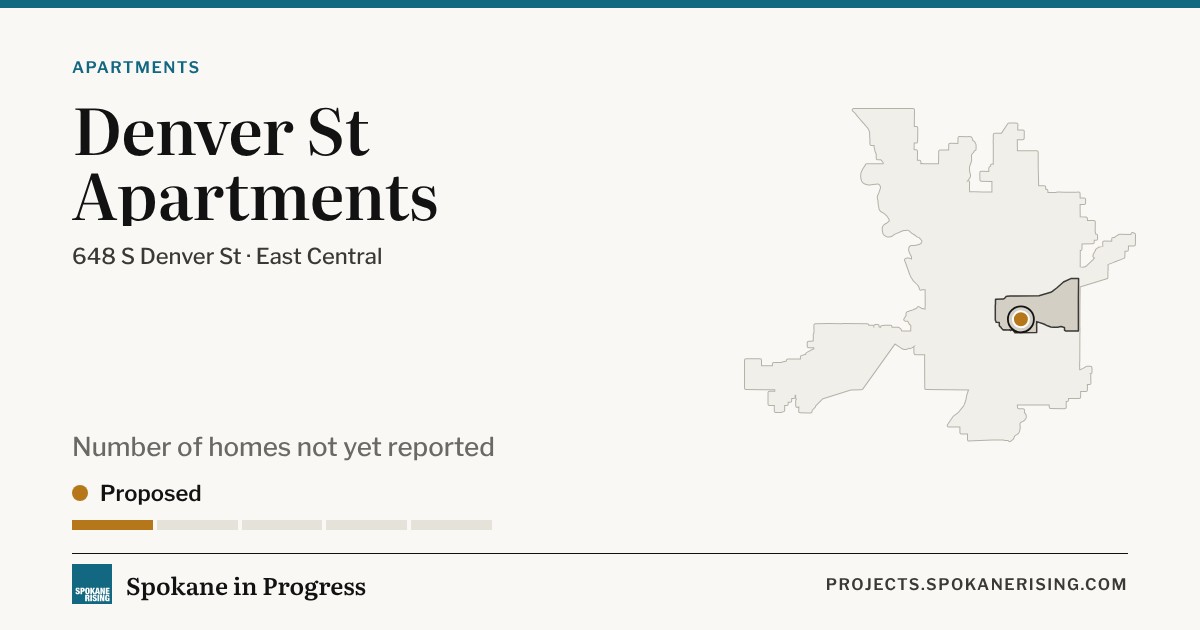 APARTMENTS
Denver St
Apartments
648 S Denver St · East Central
Number of homes not yet reported
Proposed
SPOKANE
RISING
Spokane in Progress
PROJECTS.SPOKANERISING.COM